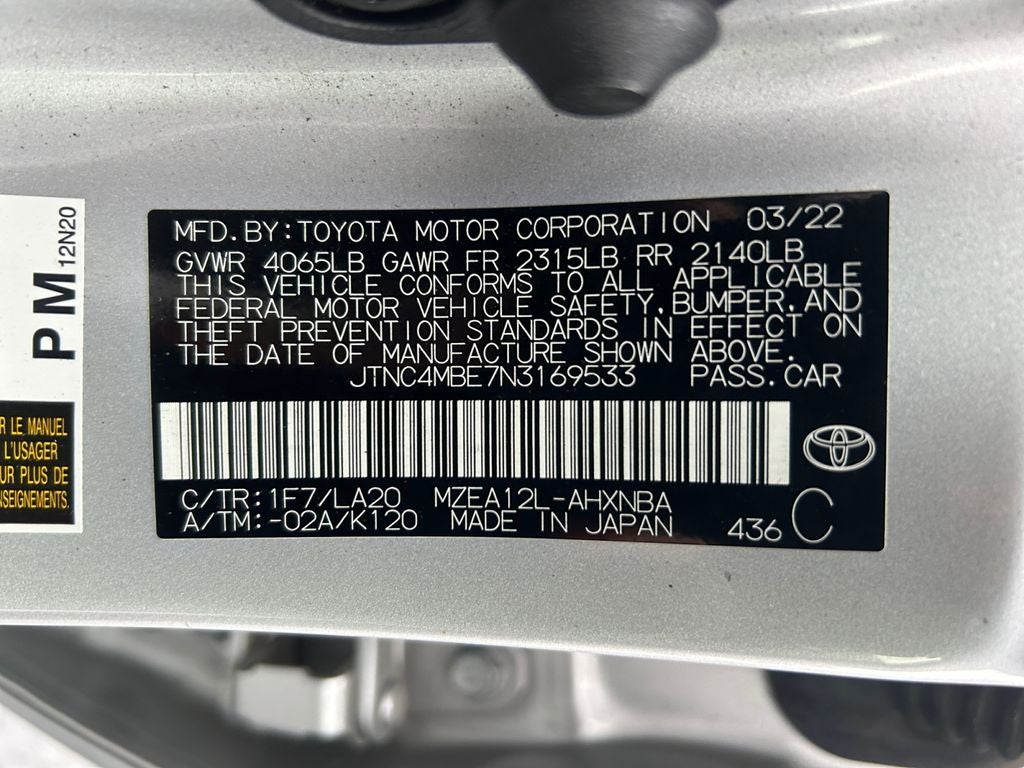 PM 12N20
R LE MANUEL
L'USAGER
UR PLUS DE
NSEIGNEMENTS.
MFD.BY:TOYOTA MOTOR CORPORATION 03/22
GVWR 4065LB GAWR FR 2315LB RR 2140LB
THIS VEHICLE CONFORMS TO ALL APPLICABLE
FEDERAL MOTOR VEHICLE SAFETY,BUMPER,AND
THEFT PREVENTION STANDARDS IN EFFECT ON
THE DATE OF MANUFACTURE SHOWN ABOVE.
JTNC4MBE7N3169533 PASS.CAR
C/TR:1F7/LA20 MZEA12L-AHXNBA
A/TM:-02A/K120 MADE IN JAPAN 436 C